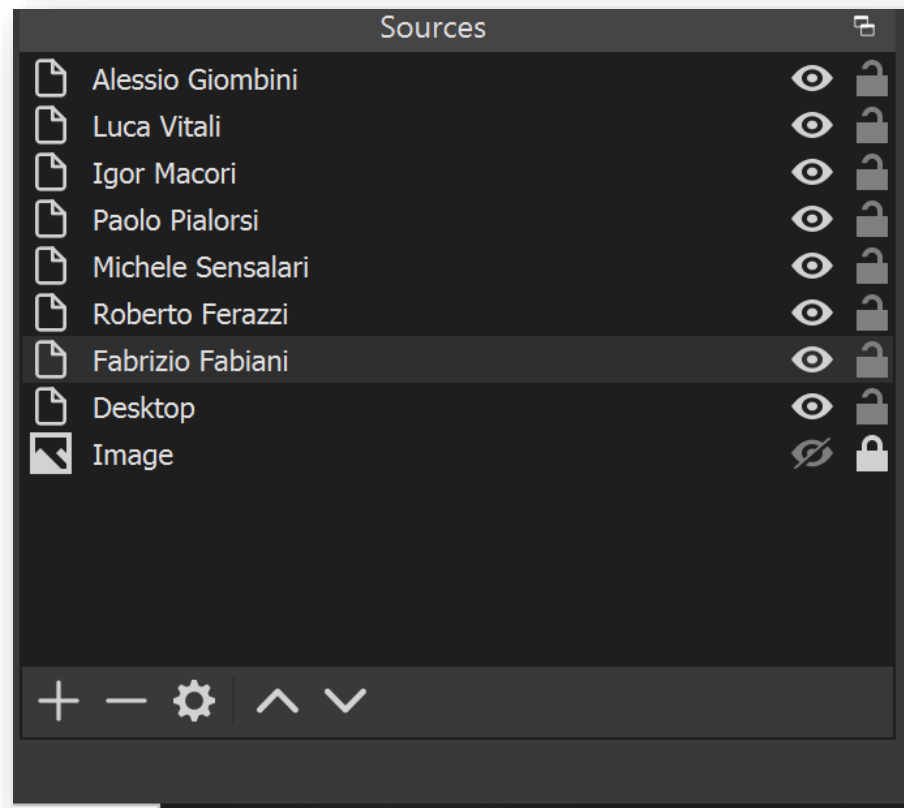 Sources
Alessio Giombini
Luca Vitali
Igor Macori
Paolo Pialorsi
Michele Sensalari
Roberto Ferazzi
Fabrizio Fabiani
Desktop
Image